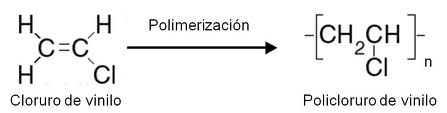 Polimerización
H H
C=C
H Cl
Cloruro de vinilo
-[CH2CH]-n
Cl
Policloruro de vinilo